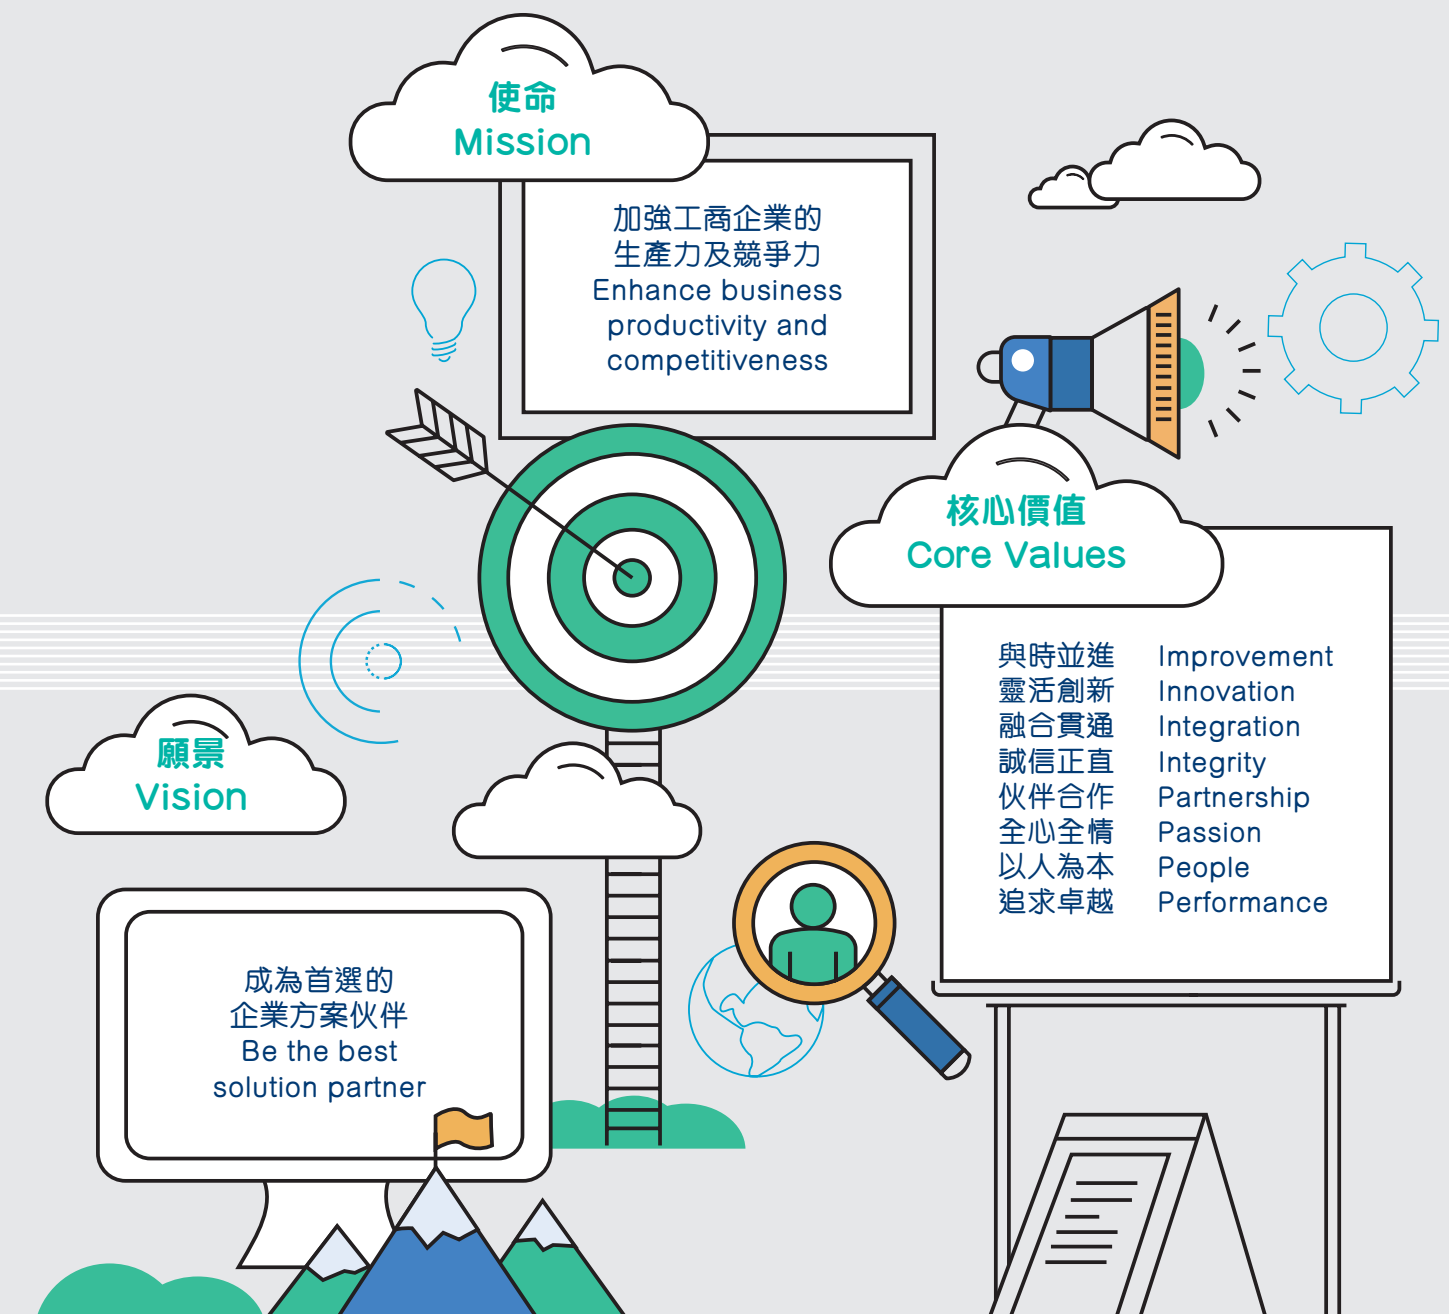 使命
Mission
加強工商企業的
生產力及競爭力
Enhance business
productivity and
competitiveness
核心價值
Core Values
與時並進 Improvement
靈活創新 Innovation
融合貫通 Integration
誠信正直 Integrity
伙伴合作 Partnership
全心全情 Passion
以人為本 People
追求卓越 Performance
願景
Vision
成為首選的
企業方案伙伴
Be the best
solution partner